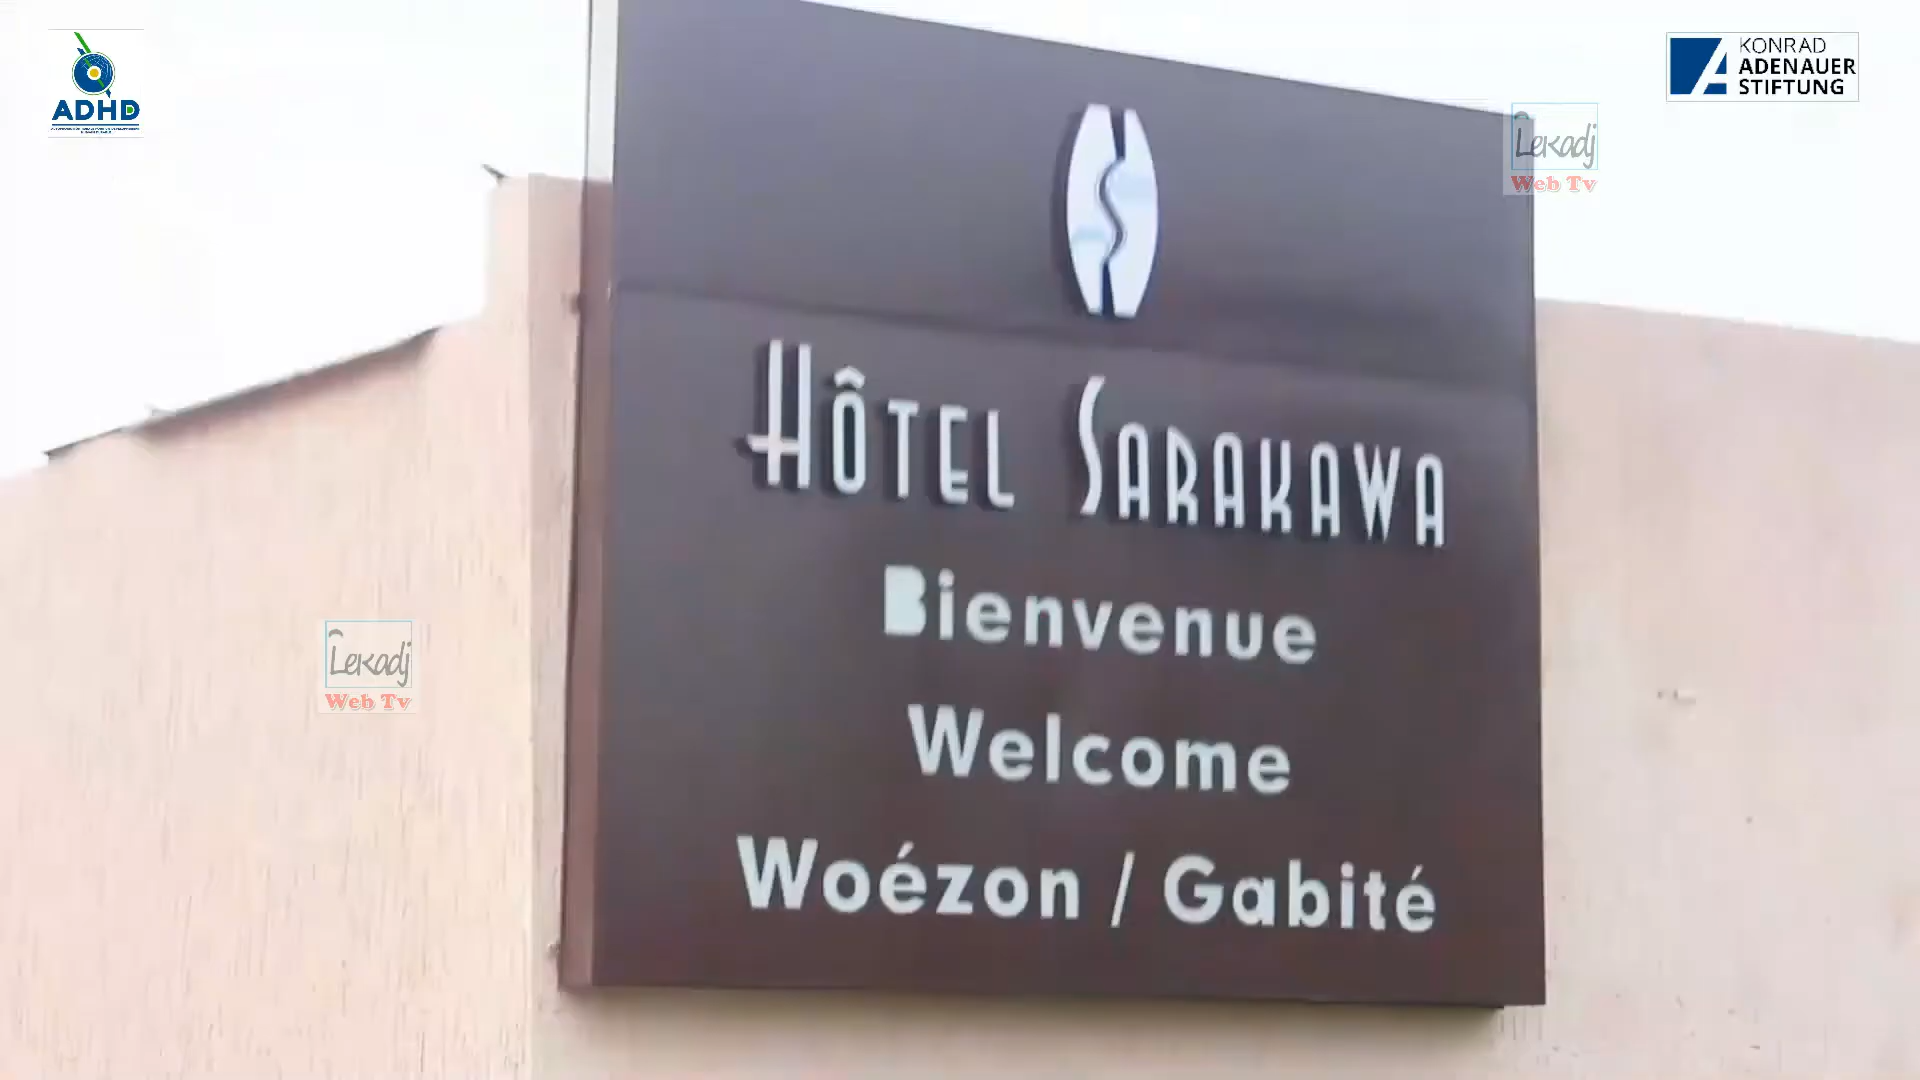 ADHD
KONRAD
ADENAUER
STIFTUNG
Lekadj
Web Tv
HÔTEL SARAKAWA
Bienvenue
Lekadj
Web Tv
Welcome
Woézon / Gabité